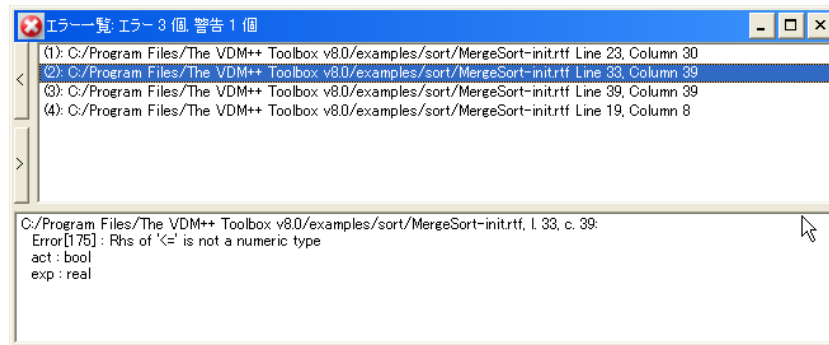 エラー一覧: エラー 3 個, 警告 1 個
(1): C:/Program Files/The VDM++ Toolbox v8.0/examples/sort/MergeSort-init.rtf Line 23, Column 30
(2): C:/Program Files/The VDM++ Toolbox v8.0/examples/sort/MergeSort-init.rtf Line 33, Column 39
(3): C:/Program Files/The VDM++ Toolbox v8.0/examples/sort/MergeSort-init.rtf Line 39, Column 39
(4): C:/Program Files/The VDM++ Toolbox v8.0/examples/sort/MergeSort-init.rtf Line 19, Column 8
<
>
C:/Program Files/The VDM++ Toolbox v8.0/examples/sort/MergeSort-init.rtf, l. 33, c. 39:
Error[175] : Rhs of '<=' is not a numeric type
act : bool
exp : real